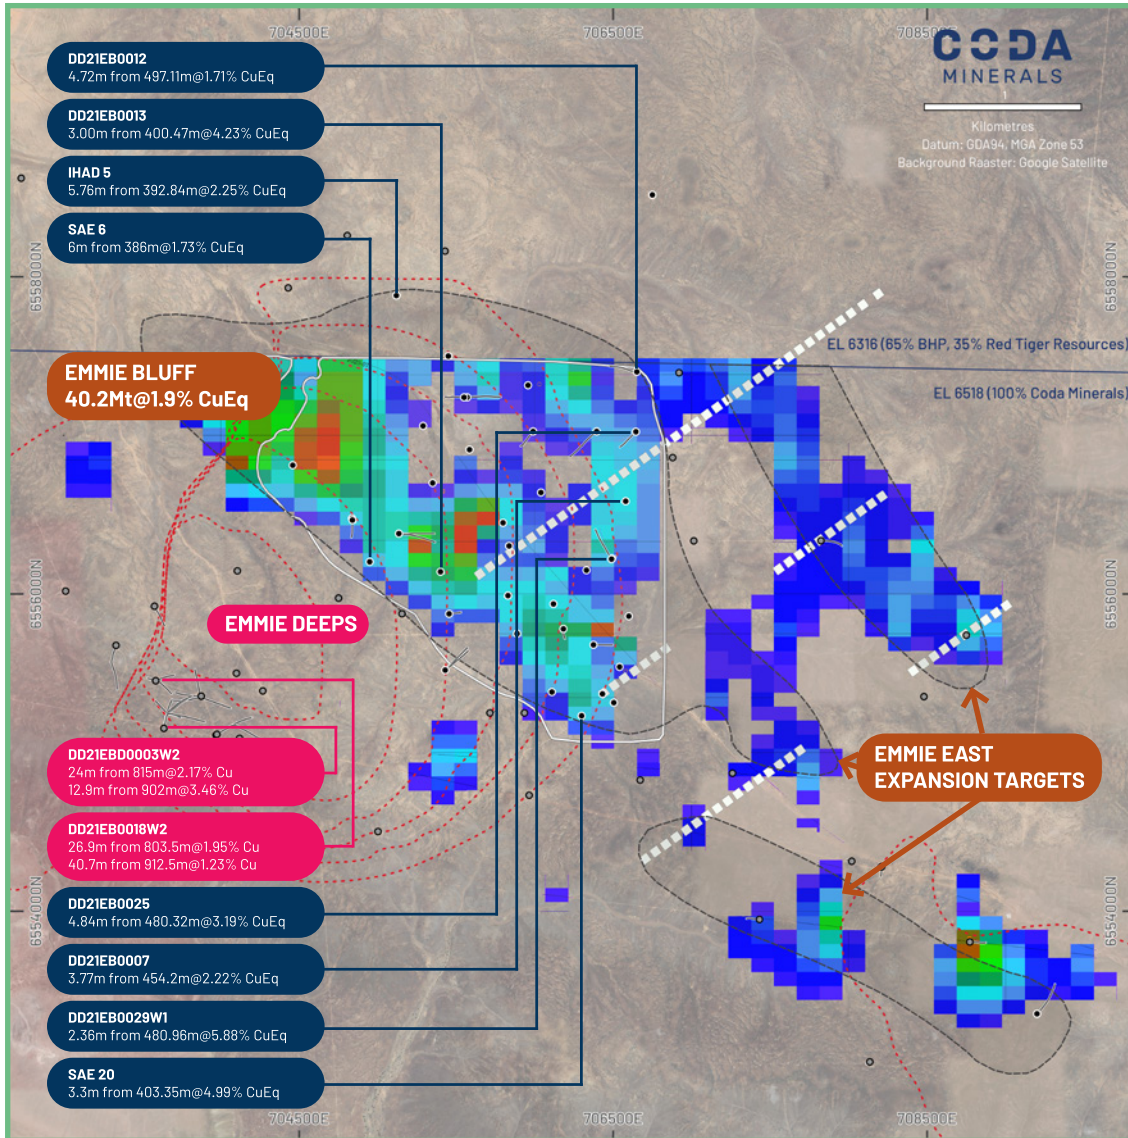 704500E
706500E
708500E
CODA
MINERALS
Kilometres
Datum: GDA94, MGA Zone 53
Background Raaster: Google Satellite
DD21EB0012
4.72m from 497.11m@1.71% CuEq
DD21EB0013
3.00m from 400.47m@4.23% CuEq
IHAD 5
5.76m from 392.84m@2.25% CuEq
SAE 6
6m from 386m@1.73% CuEq
6558000N
6558000N
EL 6316 (65% BHP, 35% Red Tiger Resources)
EL 6518 (100% Coda Minerals)
EMMIE BLUFF
40.2Mt@1.9% CuEq
6556000N
6556000N
EMMIE DEEPS
DD21EBD0003W2
24m from 815m@2.17% Cu
12.9m from 902m@3.46% Cu
EMMIE EAST
EXPANSION TARGETS
DD21EB0018W2
26.9m from 803.5m@1.95% Cu
40.7m from 912.5m@1.23% Cu
6554000N
6554000N
DD21EB0025
4.84m from 480.32m@3.19% CuEq
DD21EB0007
3.77m from 454.2m@2.22% CuEq
DD21EB0029W1
2.36m from 480.96m@5.88% CuEq
SAE 20
3.3m from 403.35m@4.99% CuEq
704500E
706500E
708500E